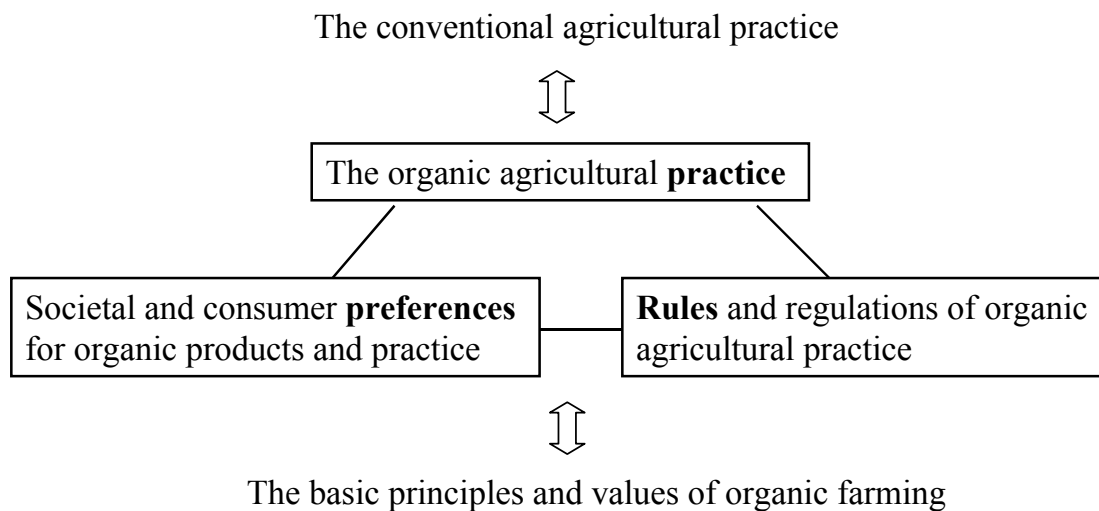 The conventional agricultural practice
The organic agricultural practice
Societal and consumer preferences
for organic products and practice
Rules and regulations of organic
agricultural practice
The basic principles and values of organic farming